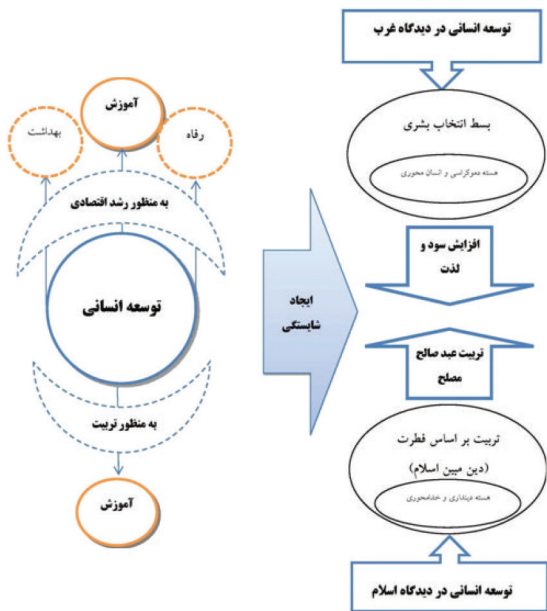 توسعه انسانی در دیدگاه غرب
بسط انتخاب بشری
هسته دموکراسی و انسان محوری
افزایش سود و
لذت
تربیت عبد صالح
مصلح
تربیت بر اساس فطرت
(دین مبین اسلام)
هسته دینداری و خدامحوری
توسعه انسانی در دیدگاه اسلام
ایجاد
شایستگی
رفاه
آموزش
بهداشت
به منظور رشد اقتصادی
توسعه انسانی
به منظور تربیت
آموزش